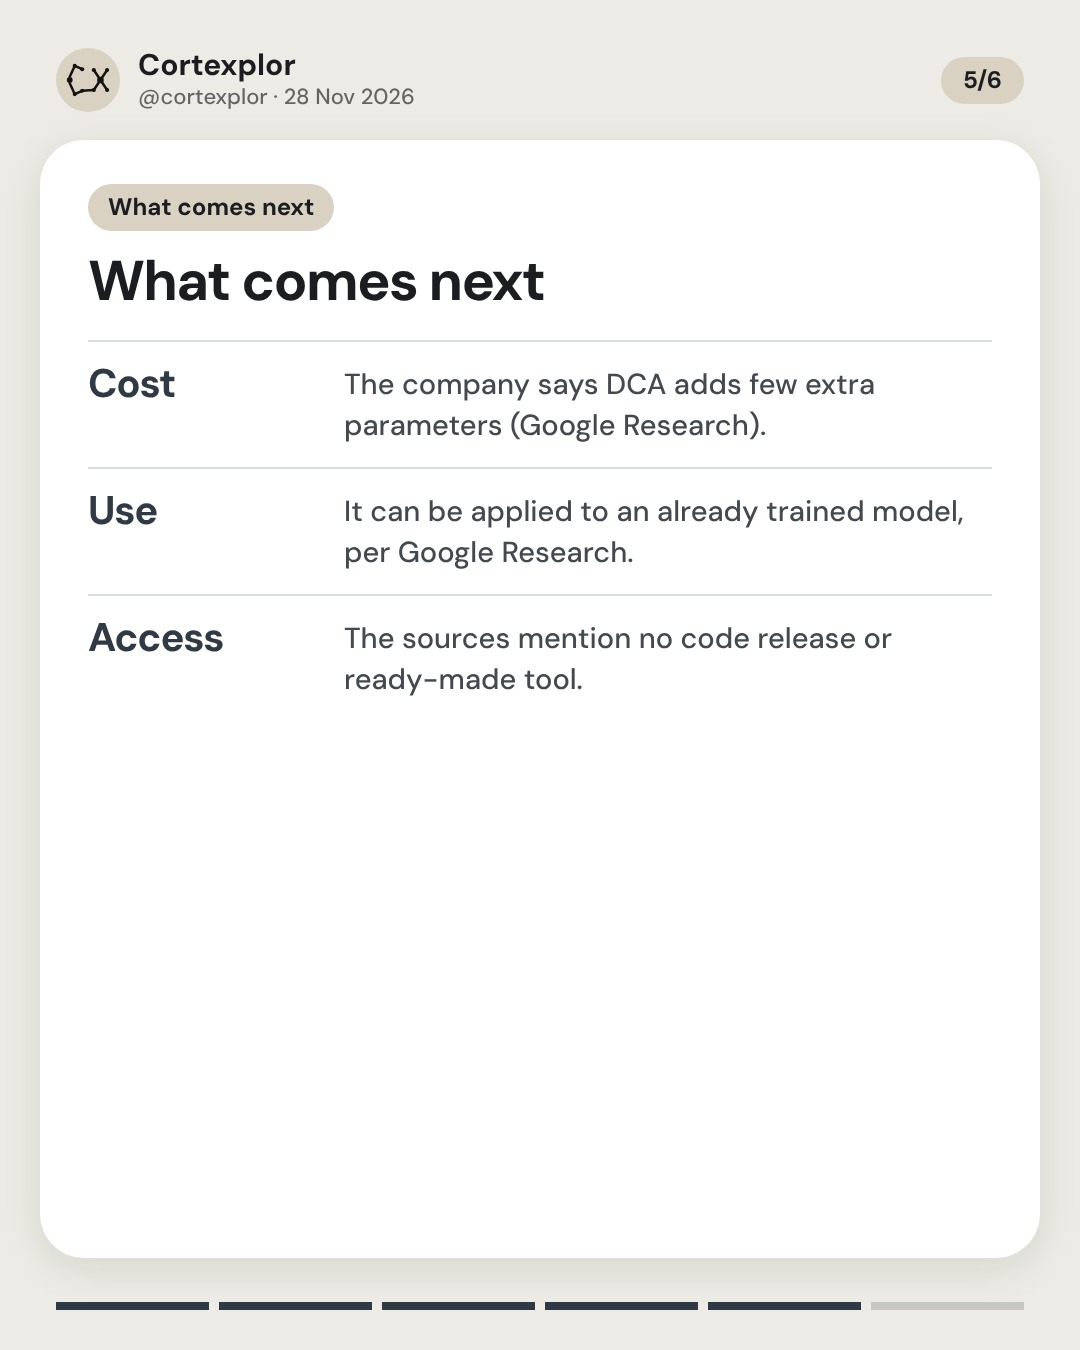 Cortexplor
@cortexplor · 28 Nov 2026
5/6
What comes next
What comes next
Cost
The company says DCA adds few extra
parameters (Google Research).
Use
It can be applied to an already trained model,
per Google Research.
Access
The sources mention no code release or
ready-made tool.